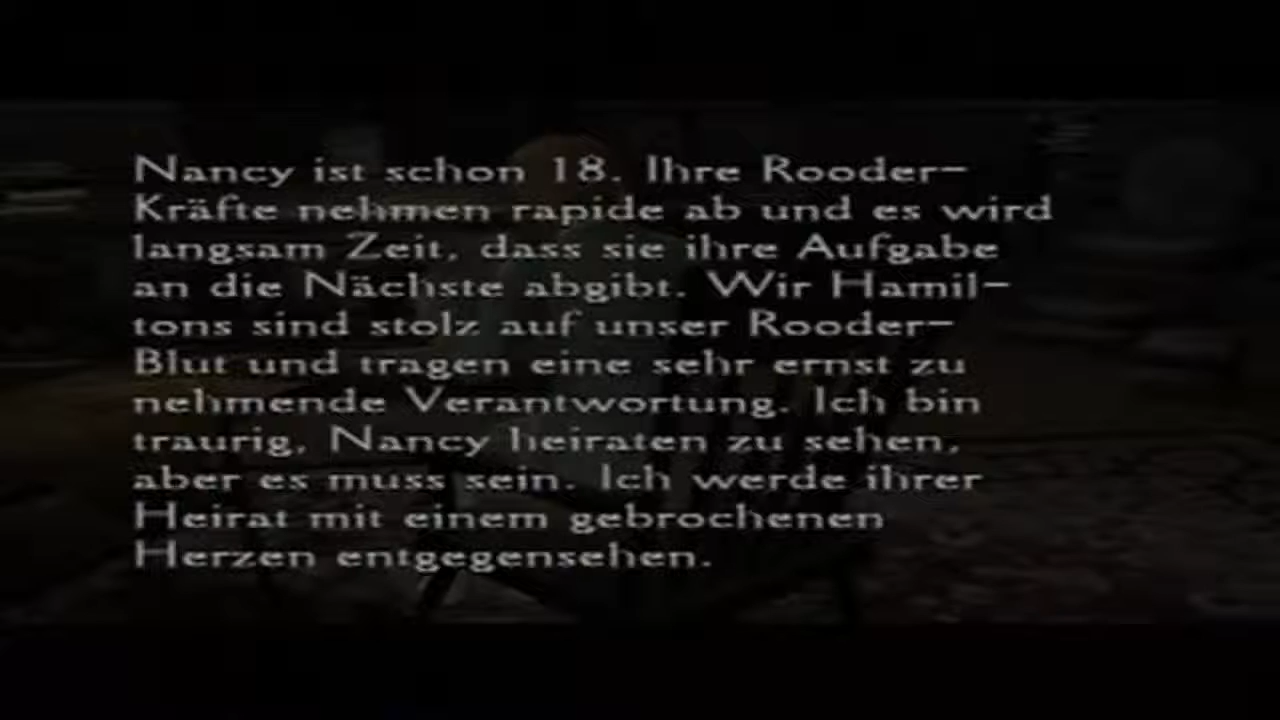 Nancy ist schon 18. Ihre Rooder-
Kräfte nehmen rapide ab und es wird
langsam Zeit, dass sie ihre Aufgabe
an die Nächste abgibt. Wir Hamil-
tons sind stolz auf unser Rooder-
Blut und tragen eine sehr ernst zu
nehmende Verantwortung. Ich bin
traurig, Nancy heiraten zu sehen,
aber es muss sein. Ich werde ihrer
Heirat mit einem gebrochenen
Herzen entgegensehen.